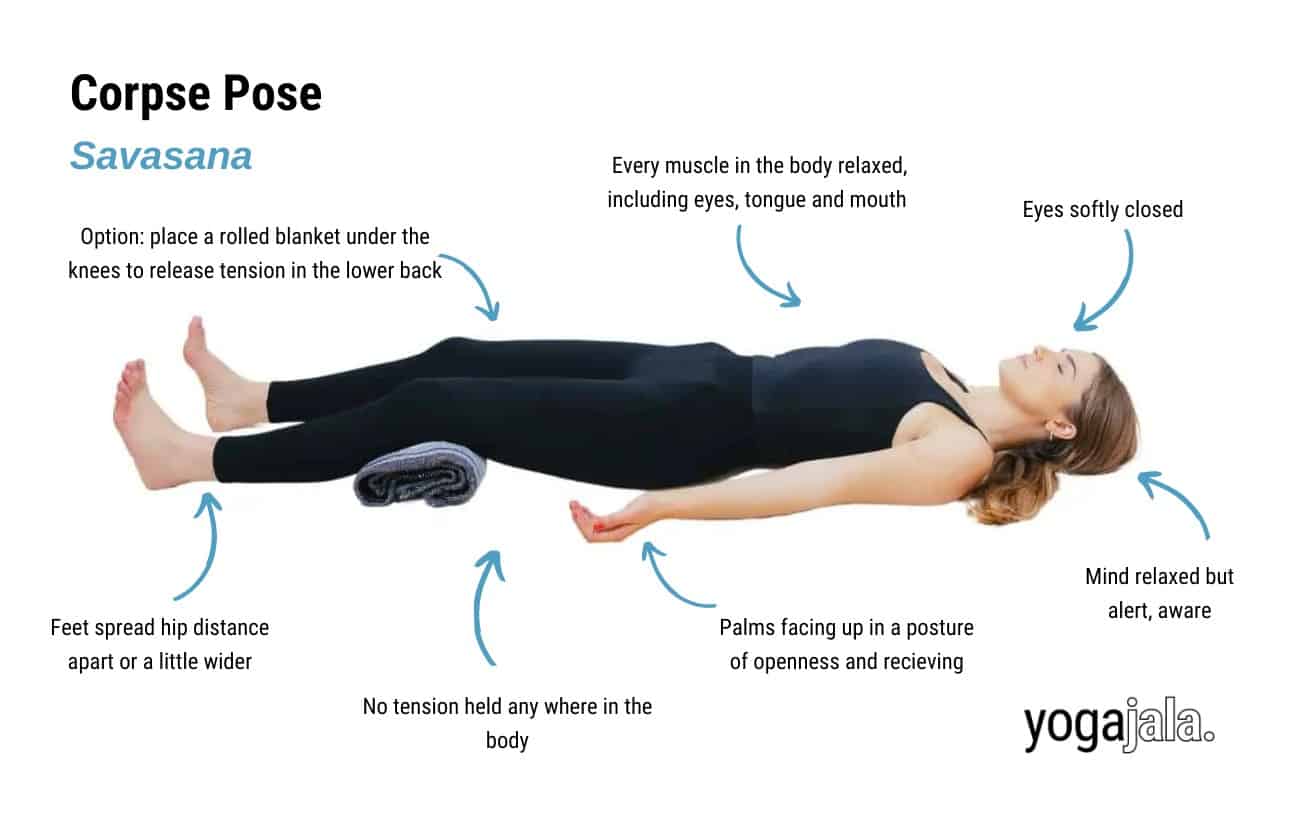 Corpse Pose
Savasana
Every muscle in the body relaxed,
including eyes, tongue and mouth
Eyes softly closed
Option: place a rolled blanket under the
knees to release tension in the lower back
Mind relaxed but
alert, aware
Feet spread hip distance
apart or a little wider
Palms facing up in a posture
of openness and recieving
No tension held any where in the
body
yogajala.